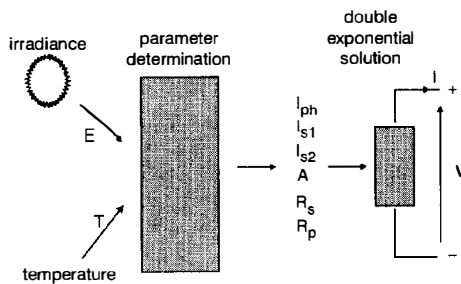 irradiance
E
T
temperature
parameter
determination
Iph
Is1
Is2
A
Rs
Rp
double
exponential
solution
I
+
V
−